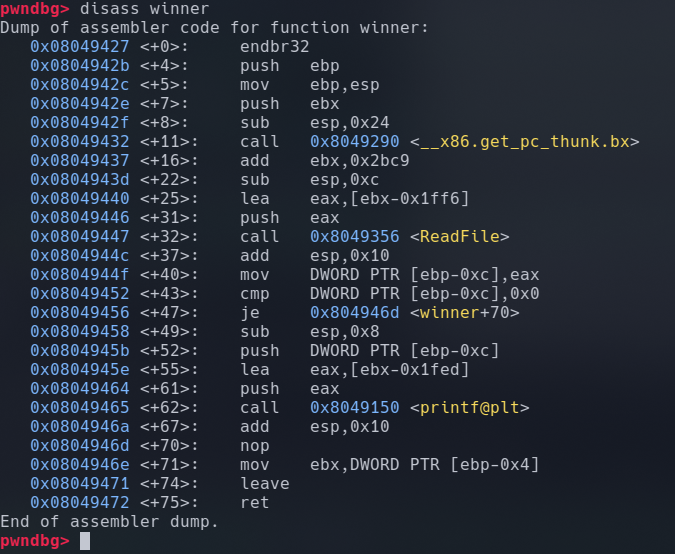 pwndbg> disass winner
Dump of assembler code for function winner:
   0x08049427 <+0>:     endbr32
   0x0804942b <+4>:     push   ebp
   0x0804942c <+5>:     mov    ebp,esp
   0x0804942e <+7>:     push   ebx
   0x0804942f <+8>:     sub    esp,0x24
   0x08049432 <+11>:    call   0x8049290 <__x86.get_pc_thunk.bx>
   0x08049437 <+16>:    add    ebx,0x2bc9
   0x0804943d <+22>:    sub    esp,0xc
   0x08049440 <+25>:    lea    eax,[ebx-0x1ff6]
   0x08049446 <+31>:    push   eax
   0x08049447 <+32>:    call   0x8049356 <ReadFile>
   0x0804944c <+37>:    add    esp,0x10
   0x0804944f <+40>:    mov    DWORD PTR [ebp-0xc],eax
   0x08049452 <+43>:    cmp    DWORD PTR [ebp-0xc],0x0
   0x08049456 <+47>:    je     0x804946d <winner+70>
   0x08049458 <+49>:    sub    esp,0x8
   0x0804945b <+52>:    push   DWORD PTR [ebp-0xc]
   0x0804945e <+55>:    lea    eax,[ebx-0x1fed]
   0x08049464 <+61>:    push   eax
   0x08049465 <+62>:    call   0x8049150 <printf@plt>
   0x0804946a <+67>:    add    esp,0x10
   0x0804946d <+70>:    nop
   0x0804946e <+71>:    mov    ebx,DWORD PTR [ebp-0x4]
   0x08049471 <+74>:    leave
   0x08049472 <+75>:    ret
End of assembler dump.
pwndbg>